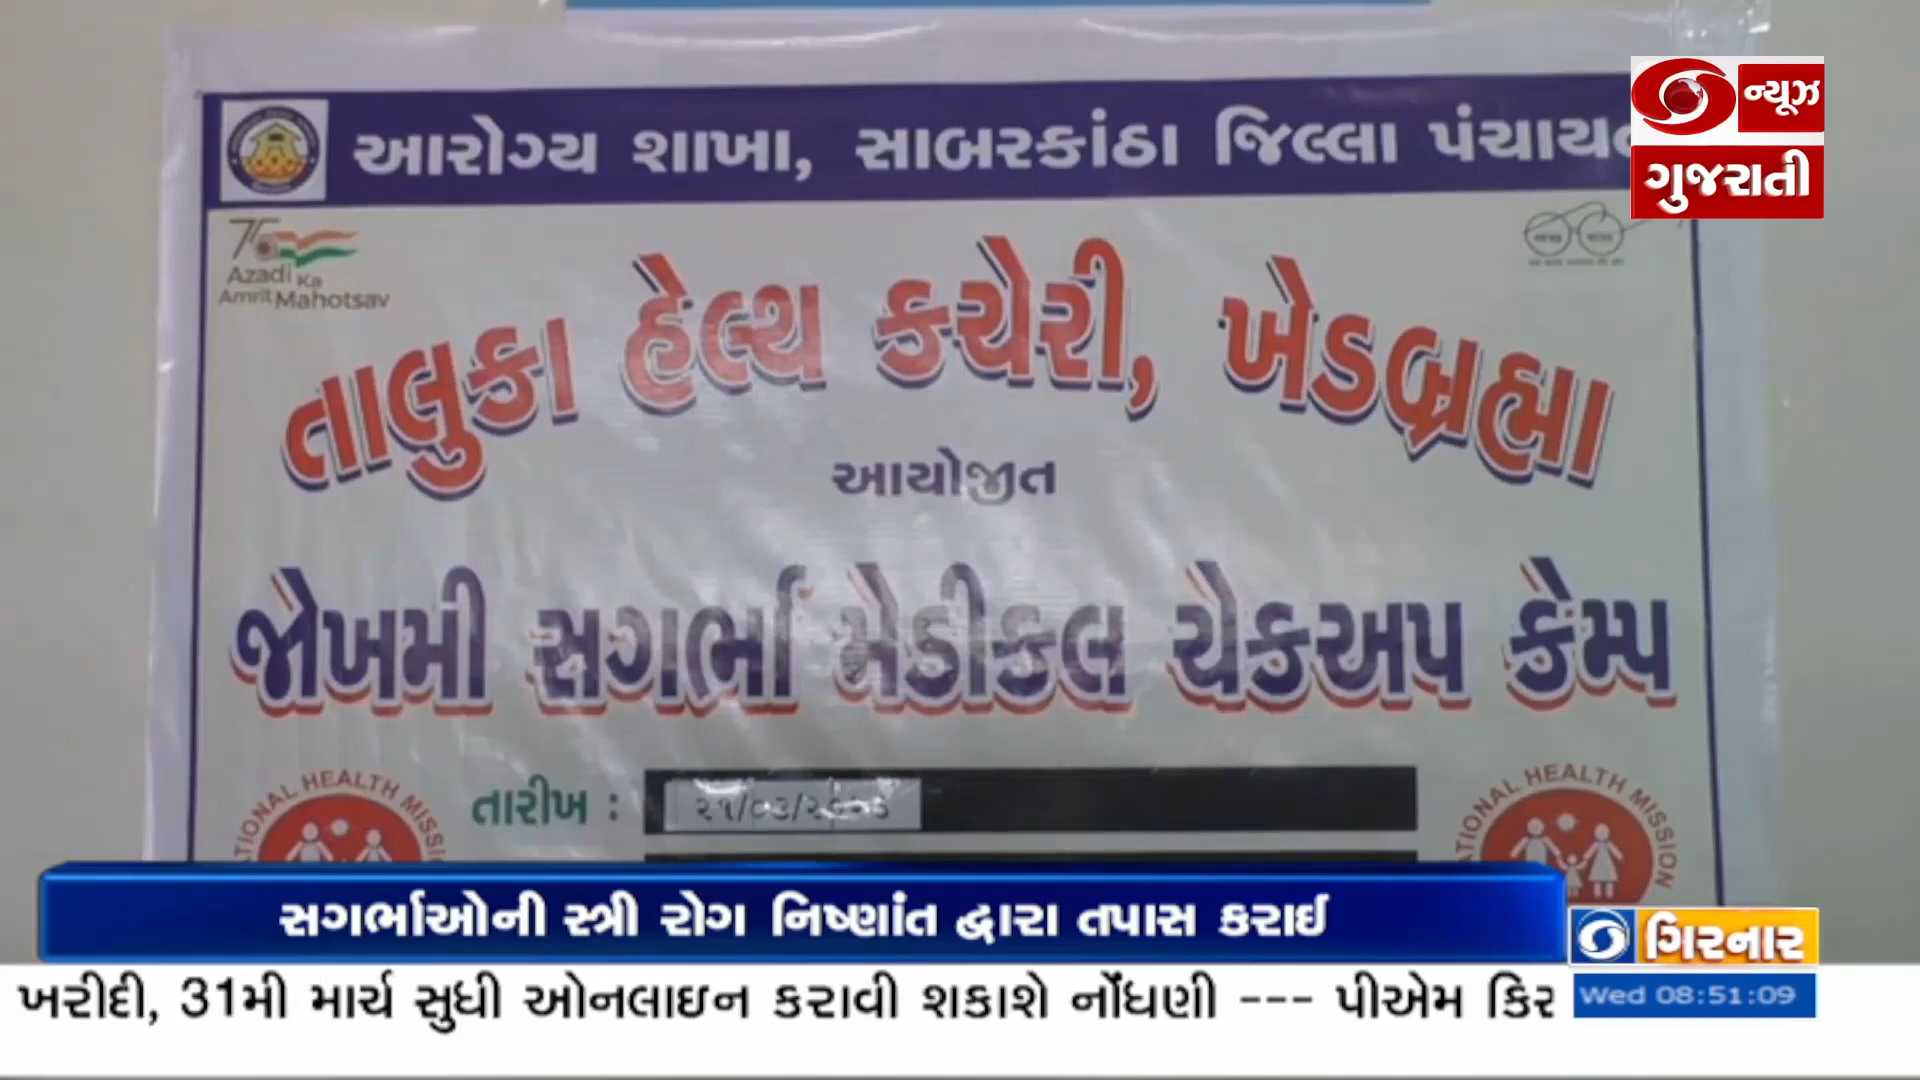 આરોગ્ય શાખા, સાબરકાંઠા જિલ્લા
ન્યૂઝ
ગુજરાતી
75
Azadi Ka
Amrit Mahotsav
તાલુકા હેલ્થ કચેરી, ખેડબ્રહ્મા
આયોજીત
જોખમી સગર્ભા મેડીકલ ચેકઅપ કેમ્પ
NATIONAL HEALTH MISSION
તારીખ :
NATIONAL HEALTH MISSION
સગર્ભાઓની સ્ત્રી રોગ નિષ્ણાંત દ્વારા તપાસ કરાઈ
ગિરનાર
ખરીદી, 31મી માર્ચ સુધી ઓનલાઇન કરાવી શકાશે નોંધણી --- પીએમ કિર
Wed 08:51:09